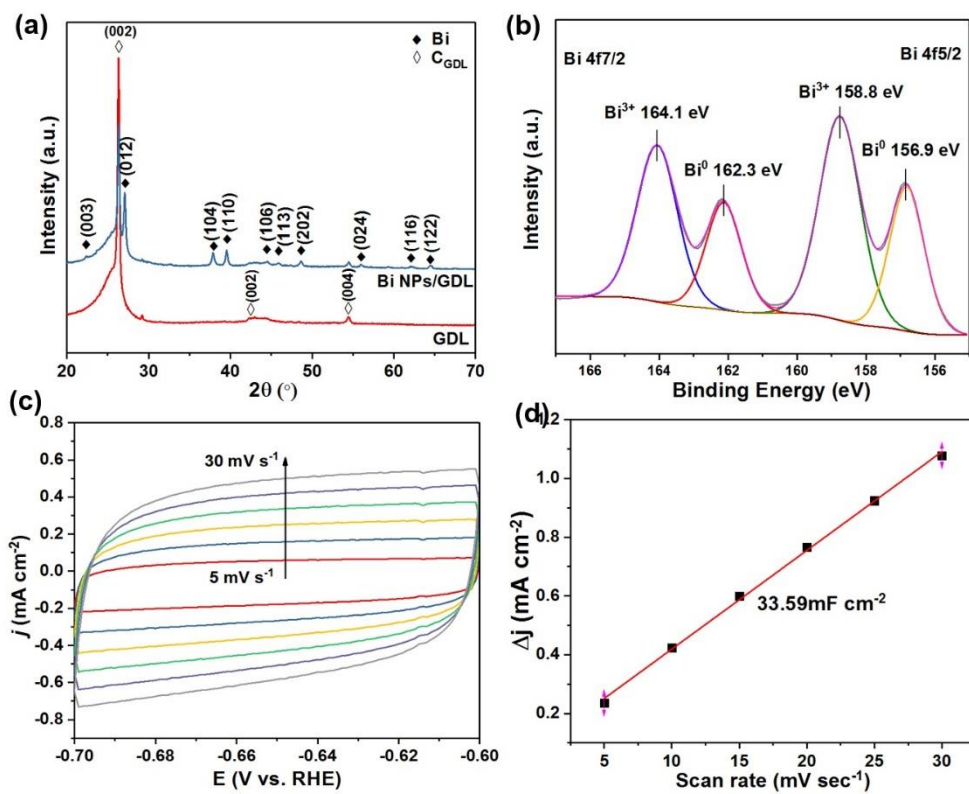 (a)
(002)
◆ Bi
◇ C_GDL
(003)
(012)
(104)
(110)
(106)
(113)
(202)
(024)
(116)
(122)
Bi NPs/GDL
(002)
(004)
GDL
Intensity (a.u.)
20 30 40 50 60 70
2θ (°)
(b)
Bi 4f7/2
Bi 4f5/2
Bi³⁺ 164.1 eV
Bi⁰ 162.3 eV
Bi³⁺ 158.8 eV
Bi⁰ 156.9 eV
Intensity (a.u.)
166 164 162 160 158 156
Binding Energy (eV)
(c)
0.8
0.6
0.4
0.2
0.0
-0.2
-0.4
-0.6
-0.8
j (mA cm⁻²)
30 mV s⁻¹
5 mV s⁻¹
-0.70 -0.68 -0.66 -0.64 -0.62 -0.60
E (V vs. RHE)
(d)
1.2
1.0
0.8
0.6
0.4
0.2
Δj (mA cm⁻²)
33.59mF cm⁻²
5 10 15 20 25 30
Scan rate (mV sec⁻¹)